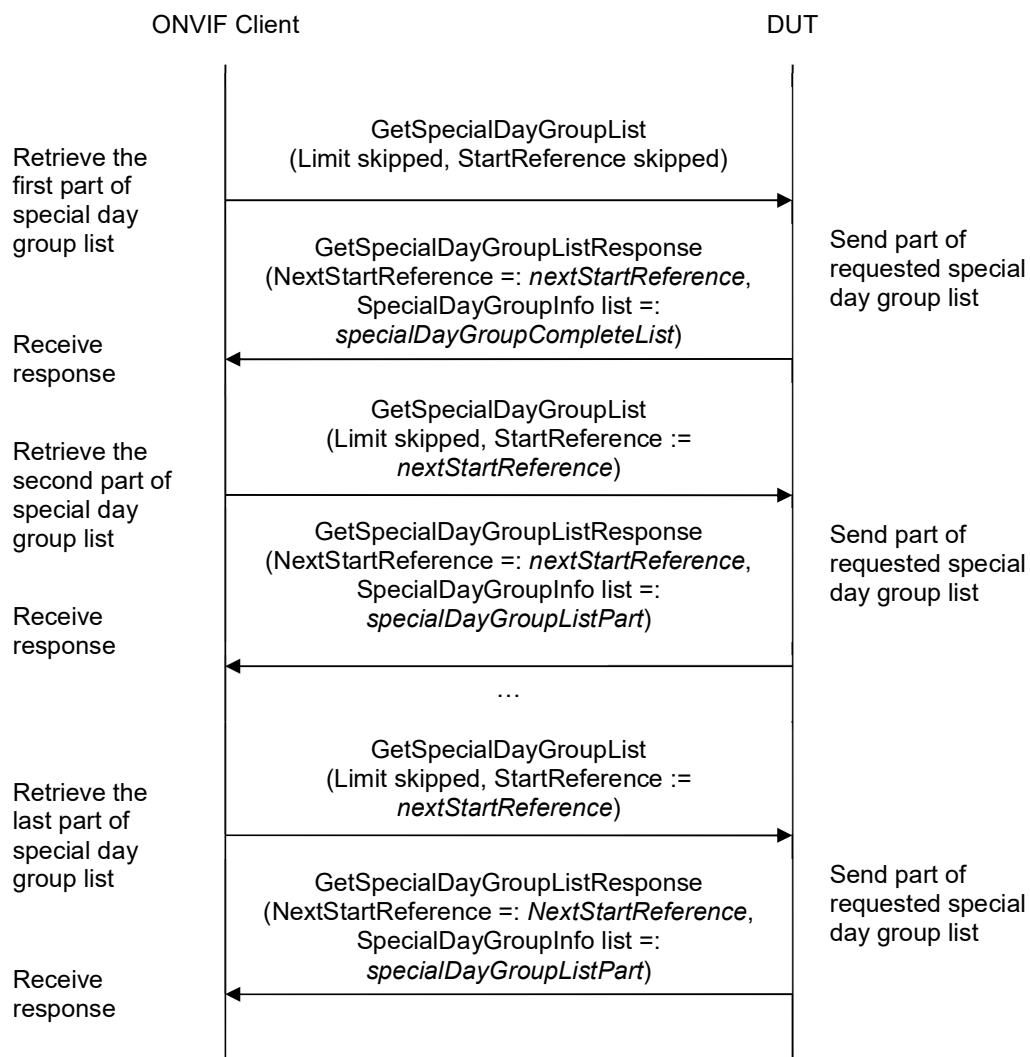 ONVIF Client
DUT
GetSpecialDayGroupList
(Limit skipped, StartReference skipped)
Retrieve the
first part of
special day
group list
GetSpecialDayGroupListResponse
(NextStartReference =: nextStartReference,
SpecialDayGroupInfo list =:
specialDayGroupCompleteList)
Send part of
requested special
day group list
Receive
response
GetSpecialDayGroupList
(Limit skipped, StartReference :=
nextStartReference)
Retrieve the
second part of
special day
group list
GetSpecialDayGroupListResponse
(NextStartReference =: nextStartReference,
SpecialDayGroupInfo list =:
specialDayGroupListPart)
Send part of
requested special
day group list
Receive
response
…
GetSpecialDayGroupList
(Limit skipped, StartReference :=
nextStartReference)
Retrieve the
last part of
special day
group list
GetSpecialDayGroupListResponse
(NextStartReference =: NextStartReference,
SpecialDayGroupInfo list =:
specialDayGroupListPart)
Send part of
requested special
day group list
Receive
response